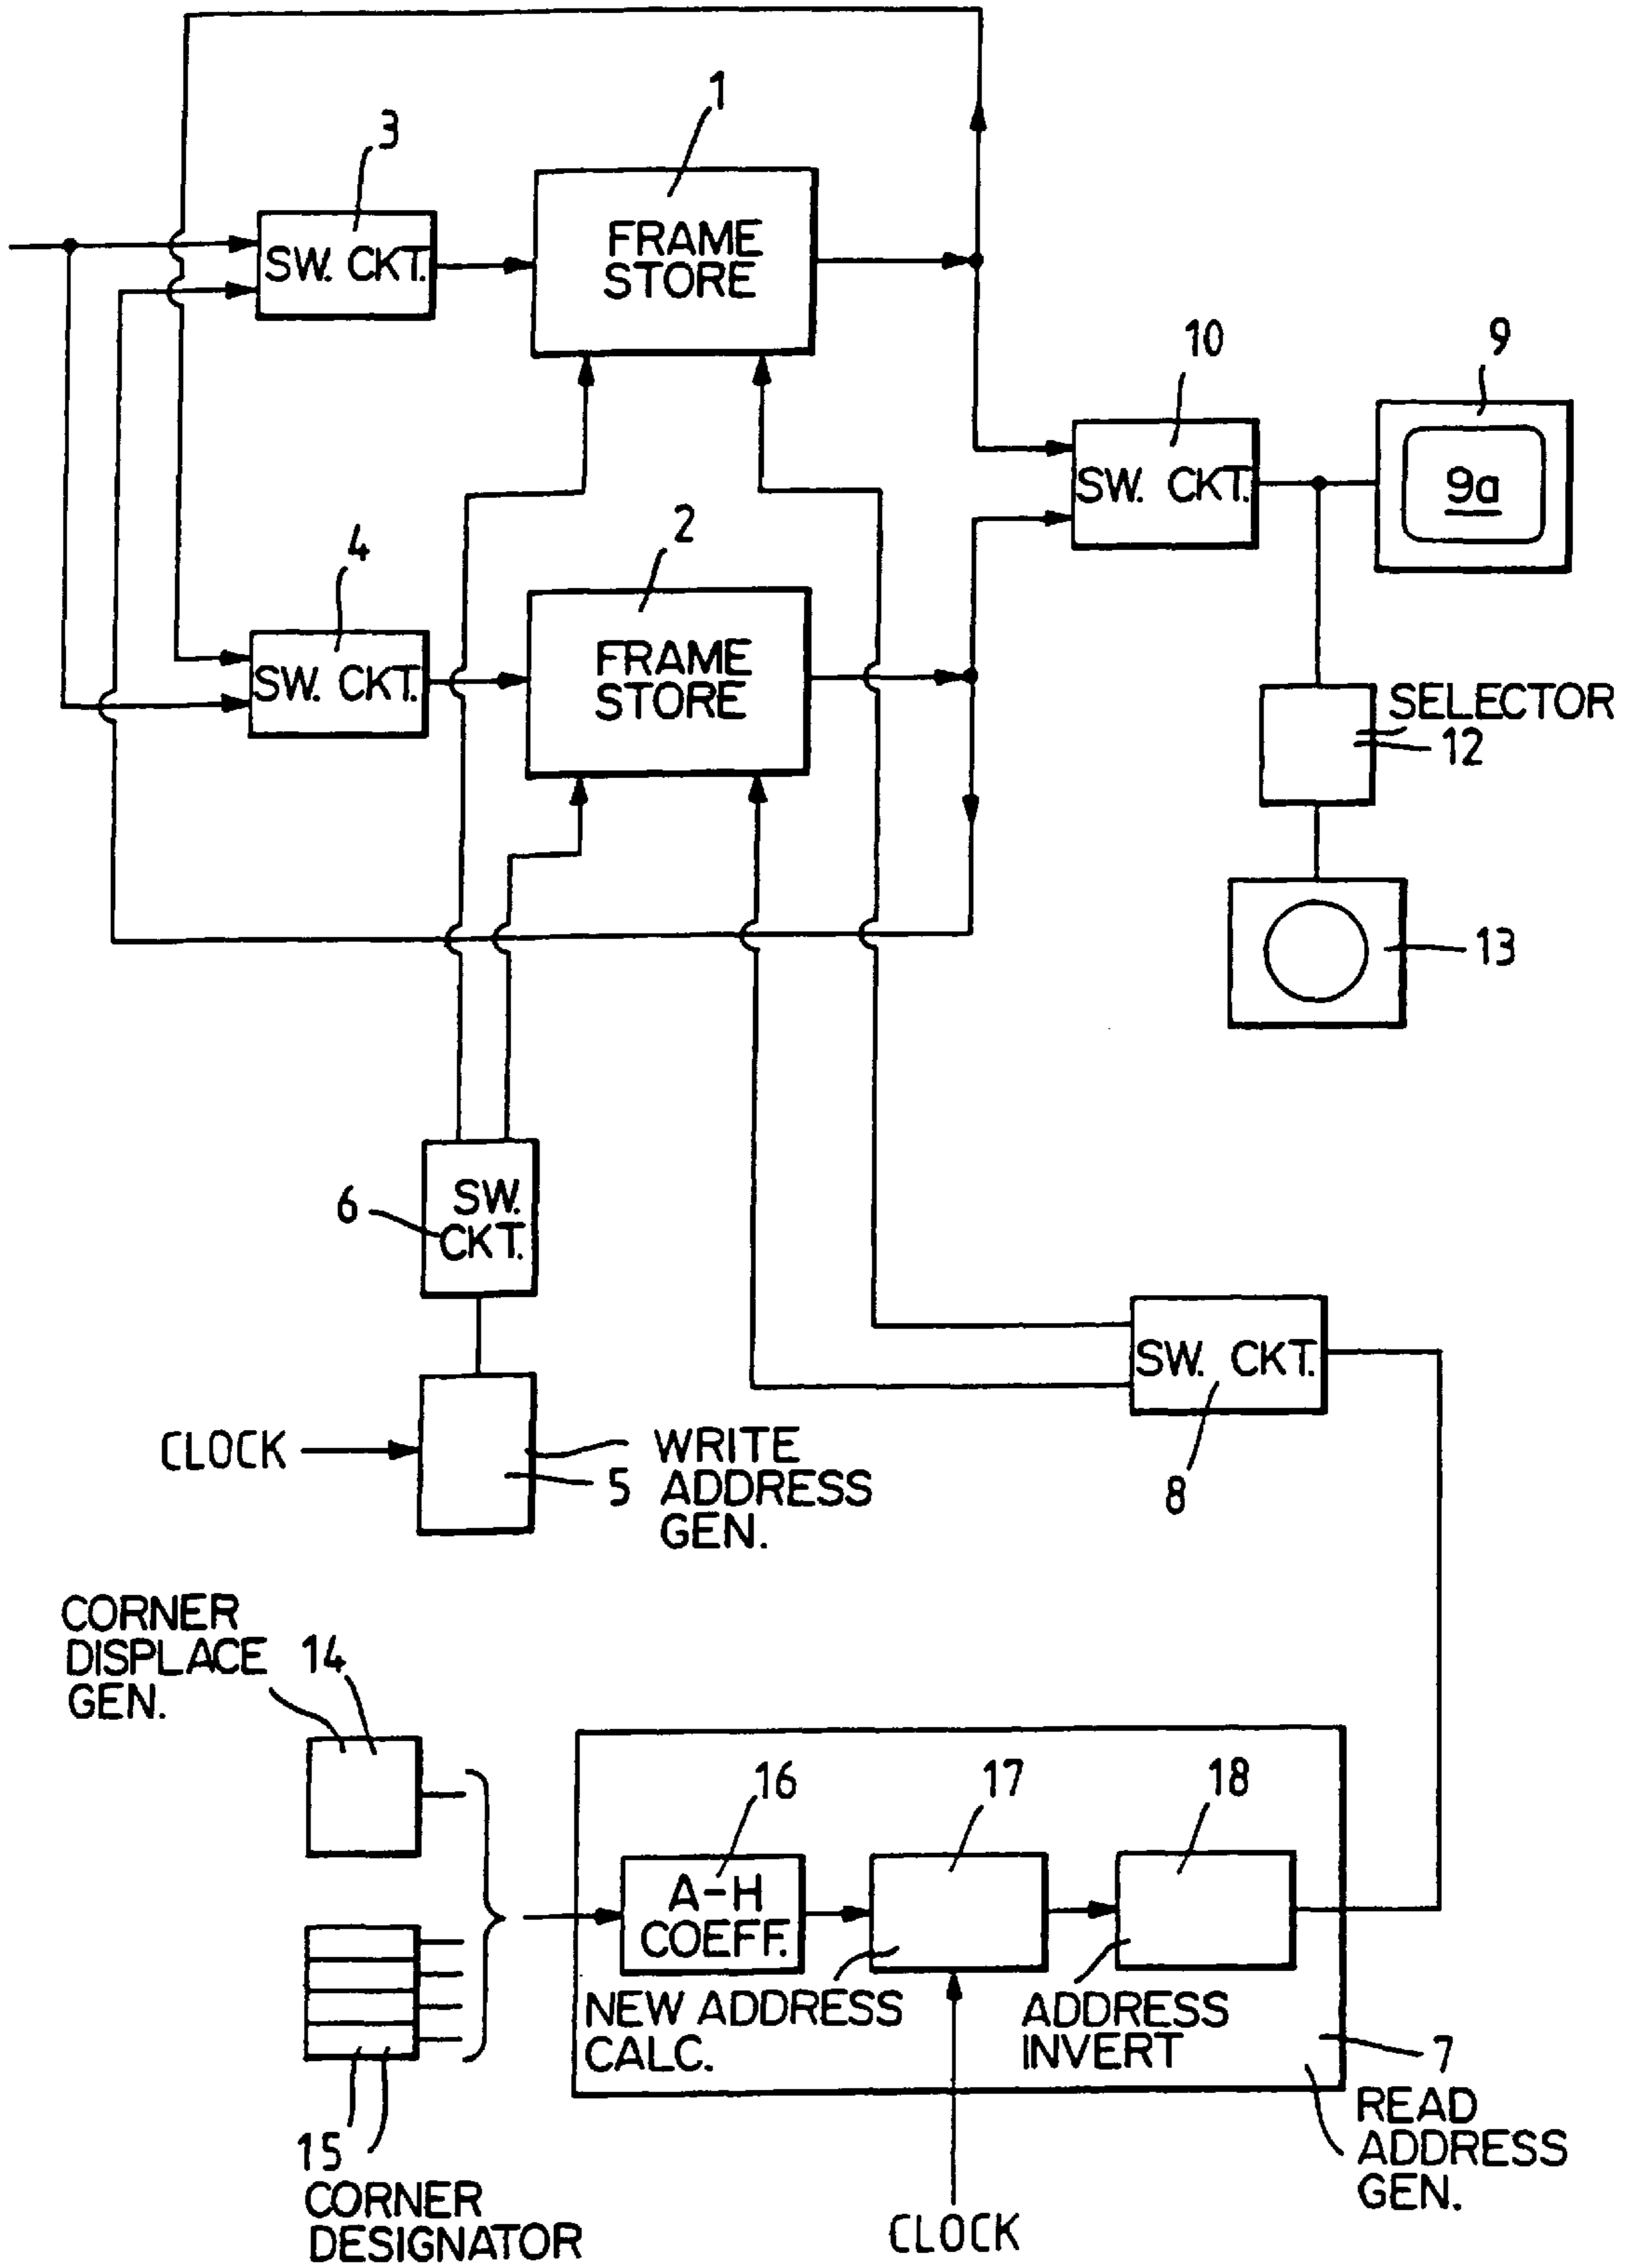 1
3
FRAME
STORE
SW. CKT.
10
9
SW. CKT.
9a
2
4
FRAME
STORE
SW. CKT.
SELECTOR
12
13
6
SW.
CKT.
SW. CKT.
8
CLOCK
WRITE
5 ADDRESS
GEN.
CORNER
DISPLACE 14
GEN.
16
17
18
A-H
COEFF.
NEW ADDRESS
CALC.
ADDRESS
INVERT
7
READ
ADDRESS
GEN.
15
CORNER
DESIGNATOR
CLOCK